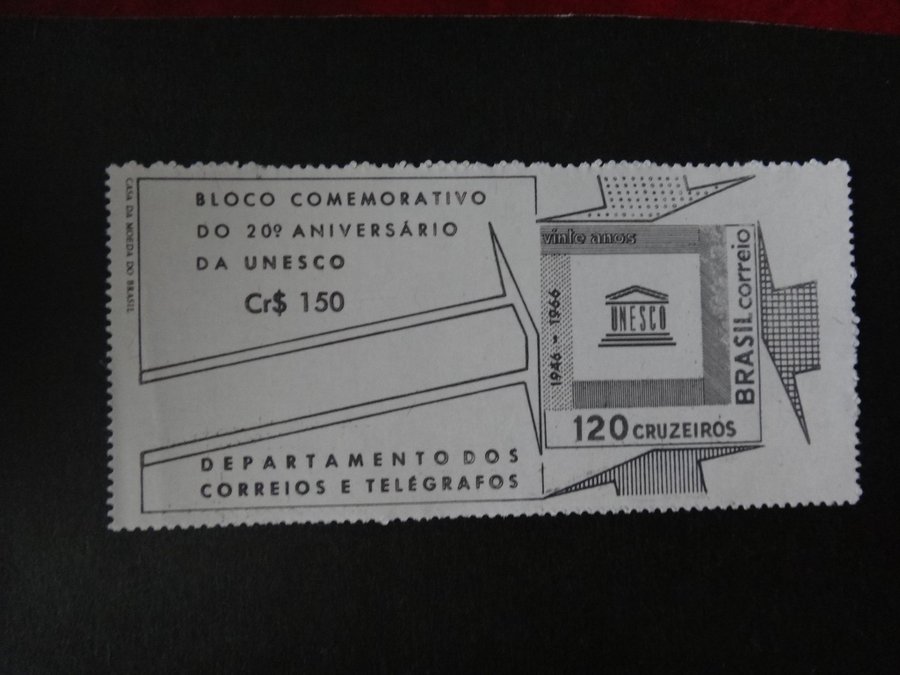 CASA DA MOEDA DO BRASIL
BLOCO COMEMORATIVO
DO 20º ANIVERSÁRIO
DA UNESCO
Cr$ 150
DEPARTAMENTO DOS
CORREIOS E TELÉGRAFOS
vinte anos
1946 - 1966
UNESCO
BRASIL correio
120 CRUZEIROS